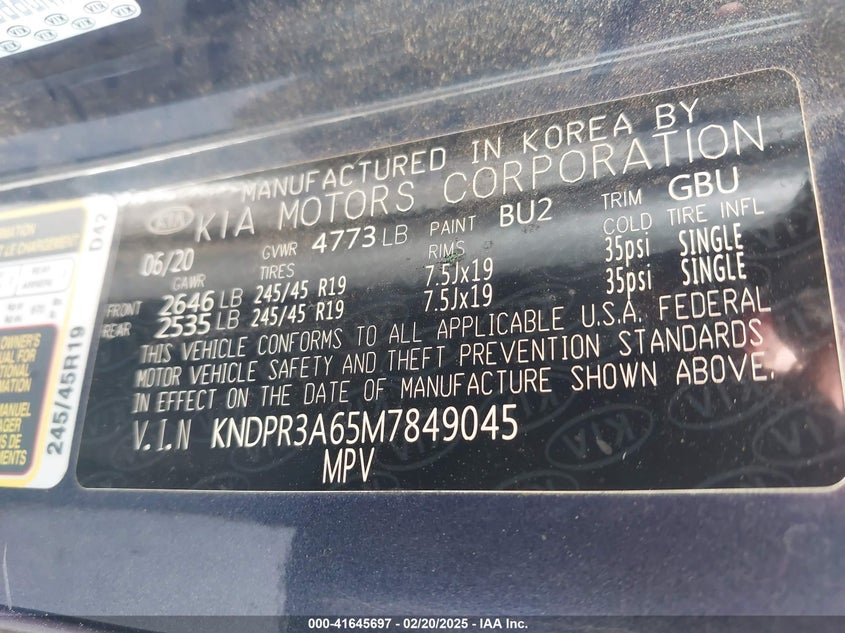 MANUFACTURED IN KOREA BY
KIA KIA MOTORS CORPORATION
06/20 GVWR 4773 LB PAINT BU2 TRIM GBU
GAWR TIRES RIMS COLD TIRE INFL
FRONT 2646 LB 245/45 R19 7.5Jx19 35psi SINGLE
REAR 2535 LB 245/45 R19 7.5Jx19 35psi SINGLE
THIS VEHICLE CONFORMS TO ALL APPLICABLE U.S.A. FEDERAL
MOTOR VEHICLE SAFETY AND THEFT PREVENTION STANDARDS
IN EFFECT ON THE DATE OF MANUFACTURE SHOWN ABOVE.
V.I.N KNDPR3A65M7849045
MPV
D42
245/45R19
000-41645697 - 02/20/2025 - IAA Inc.